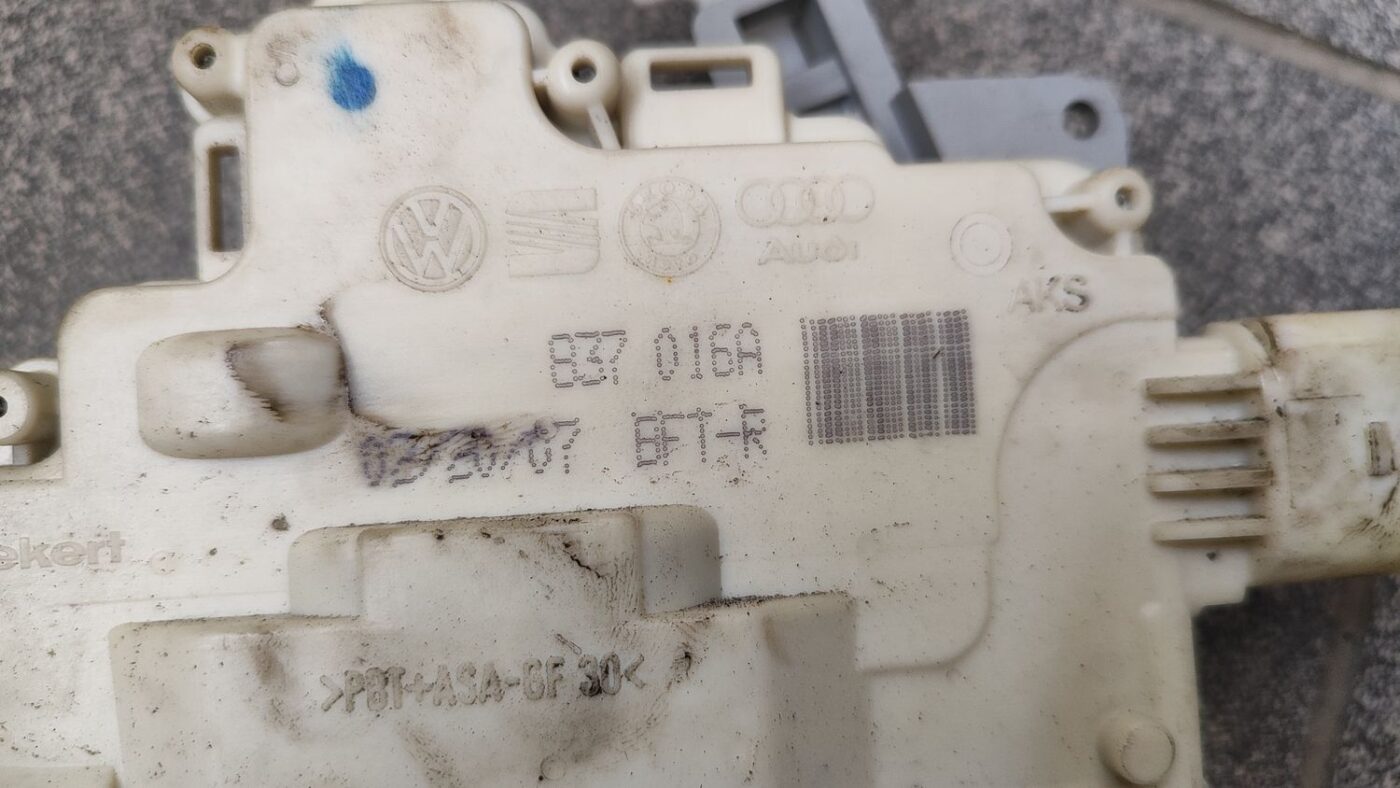 Audi
AKS
837 016A
BFT-R
ekert
>PBT+ASA-GF 30<